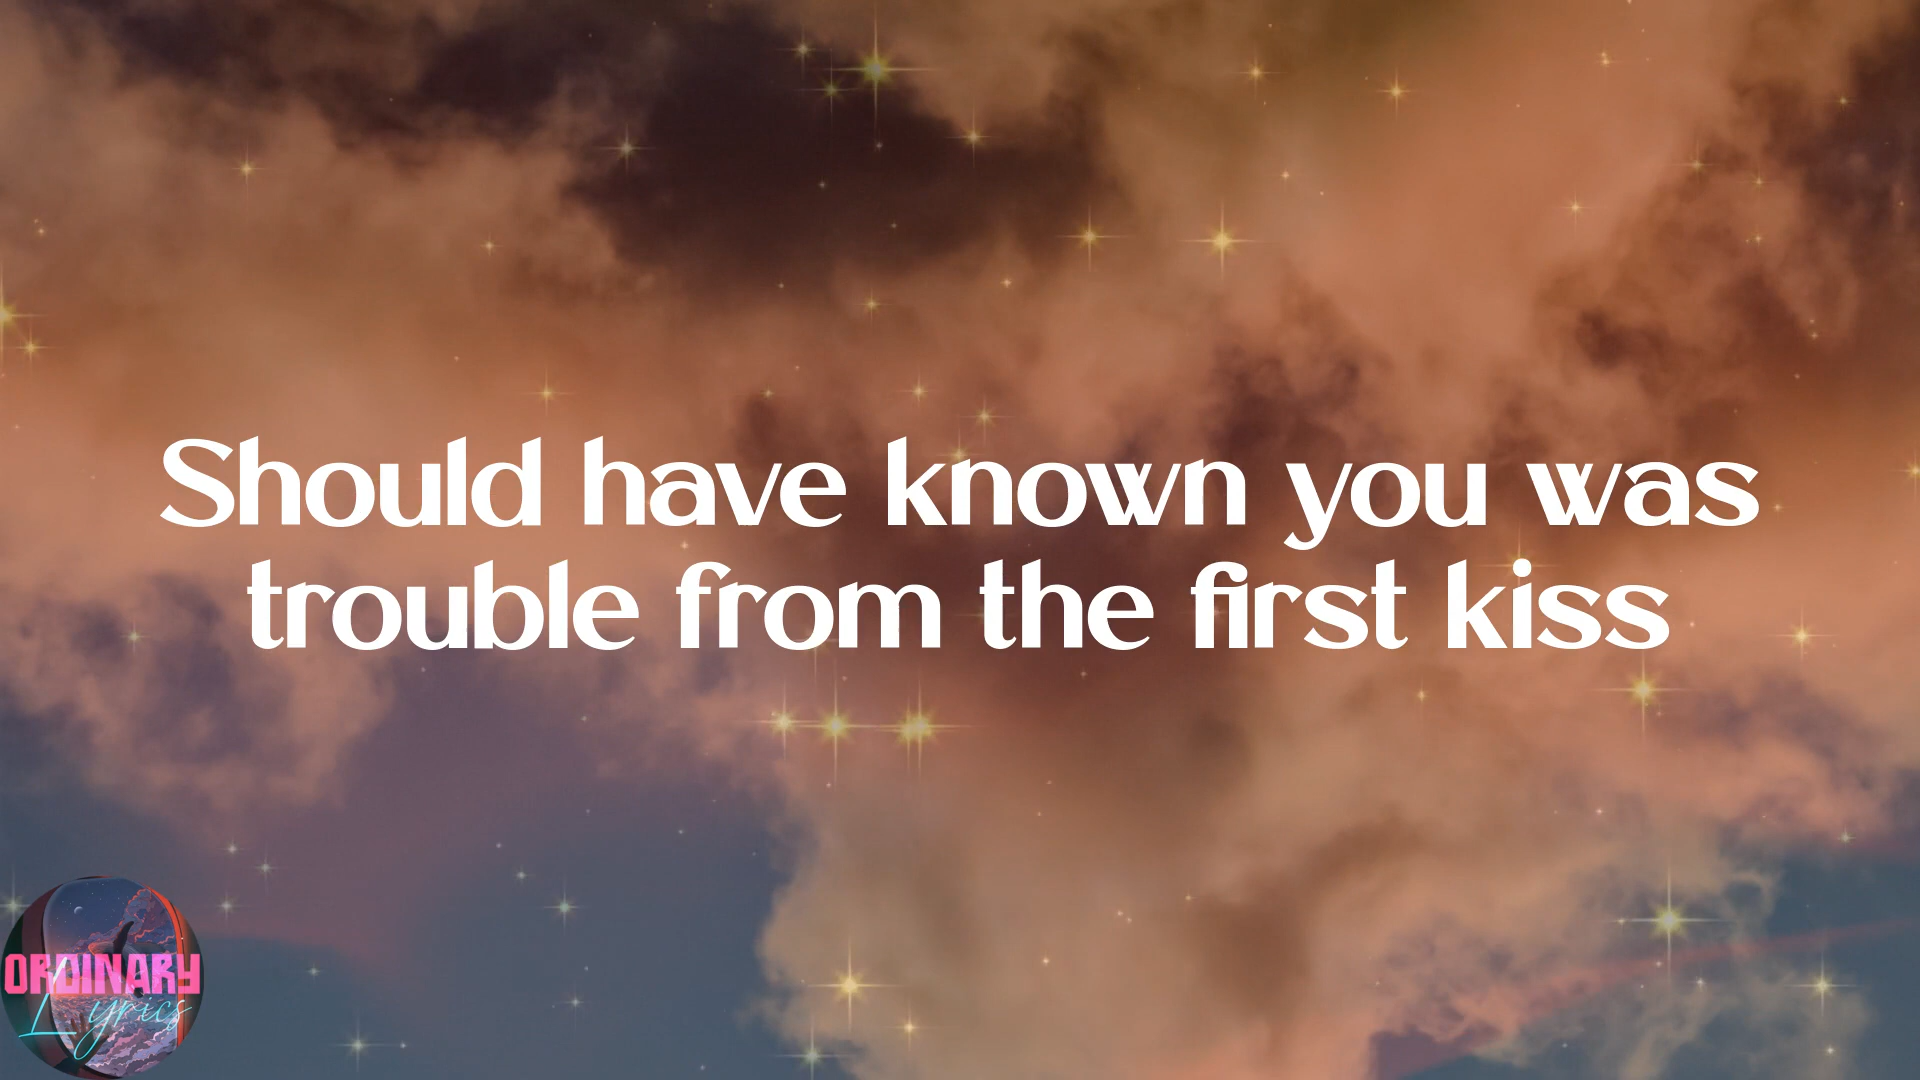 Should have known you was
trouble from the first kiss
ORDINARY
Lyrics